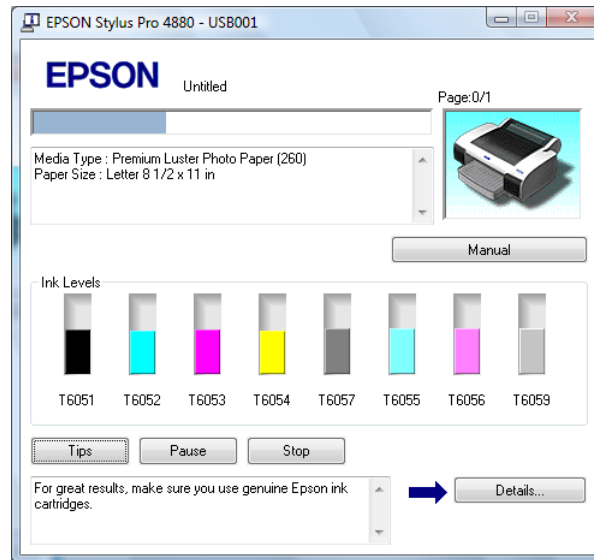 EPSON Stylus Pro 4880 - USB001
EPSON
Untitled
Page:0/1
Media Type : Premium Luster Photo Paper (260)
Paper Size : Letter 8 1/2 x 11 in
Manual
Ink Levels
T6051 T6052 T6053 T6054 T6057 T6055 T6056 T6059
Tips Pause Stop
For great results, make sure you use genuine Epson ink
cartridges.
Details...